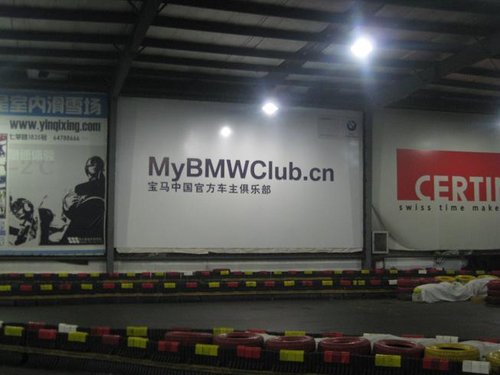 室内滑雪场
www.yinqixing.com
MyBMWClub.cn
宝马中国官方车主俱乐部
CERTI
swiss time make